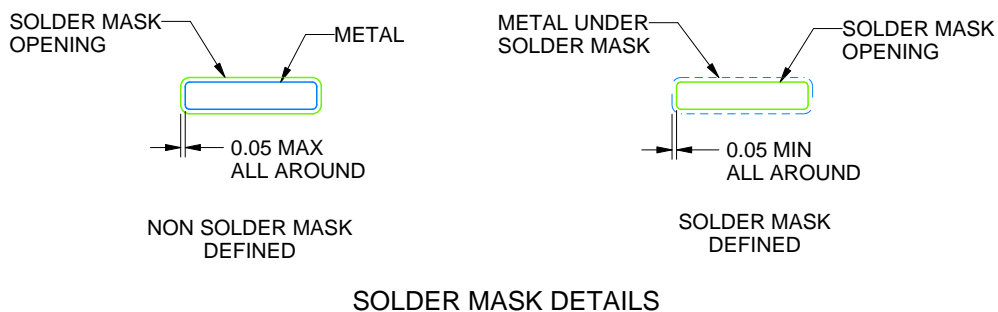 SOLDER MASK
OPENING
METAL
0.05 MAX
ALL AROUND
NON SOLDER MASK
DEFINED
METAL UNDER
SOLDER MASK
SOLDER MASK
OPENING
0.05 MIN
ALL AROUND
SOLDER MASK
DEFINED
SOLDER MASK DETAILS